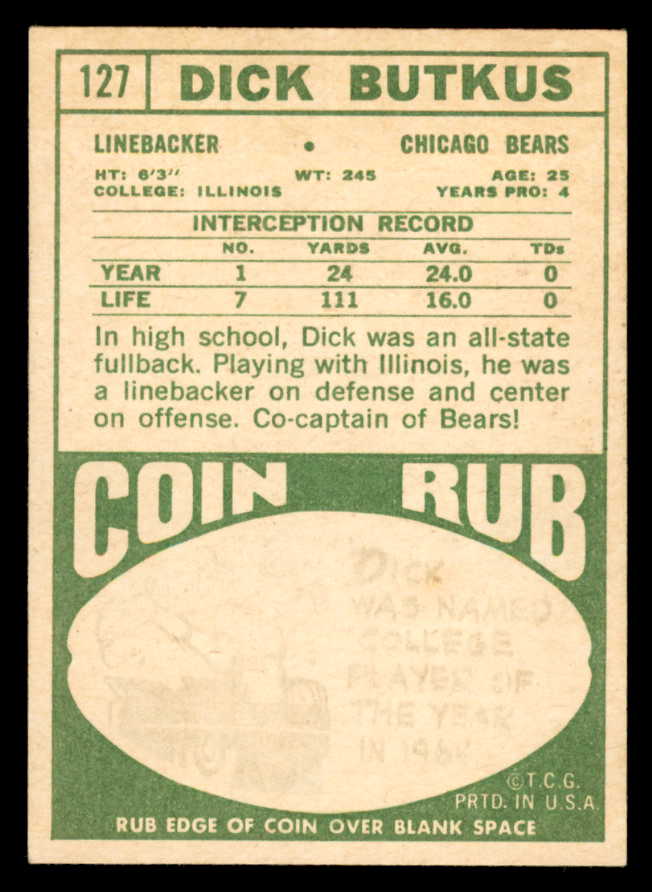 127 DICK BUTKUS
LINEBACKER • CHICAGO BEARS
HT: 6'3" WT: 245 AGE: 25
COLLEGE: ILLINOIS YEARS PRO: 4
INTERCEPTION RECORD
NO. YARDS AVG. TDs
YEAR 1 24 24.0 0
LIFE 7 111 16.0 0
In high school, Dick was an all-state
fullback. Playing with Illinois, he was
a linebacker on defense and center
on offense. Co-captain of Bears!
COIN RUB
DICK
WAS NAMED
COLLEGE
PLAYER OF
THE YEAR
IN 1964
©T.C.G.
PRTD. IN U.S.A.
RUB EDGE OF COIN OVER BLANK SPACE